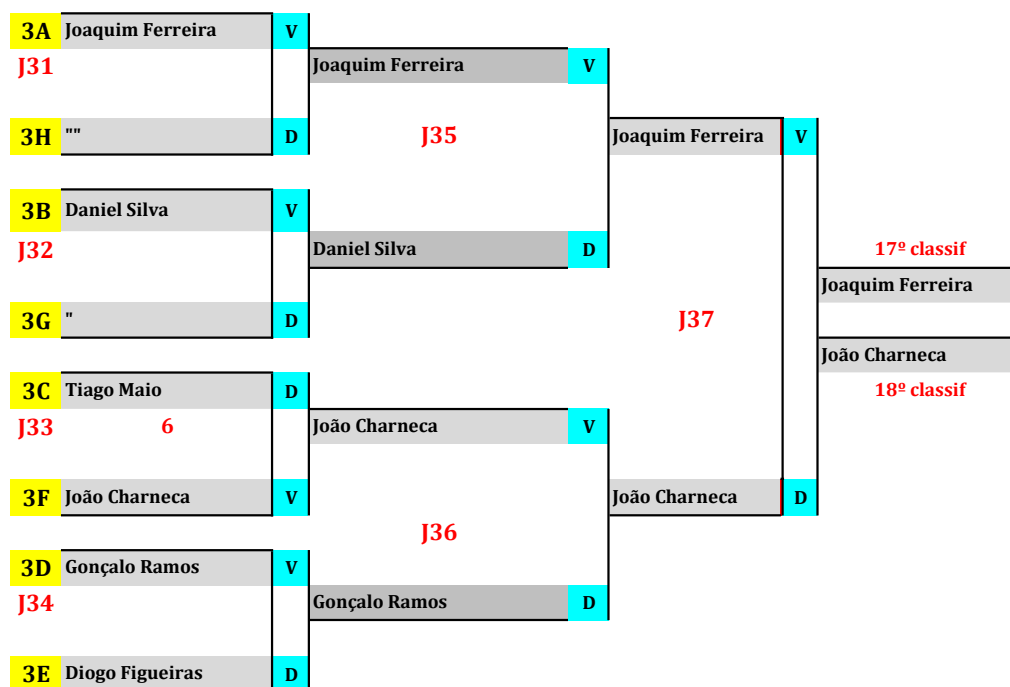 3A Joaquim Ferreira V
J31
Joaquim Ferreira V
3H "" D
J35
Joaquim Ferreira V
3B Daniel Silva V
J32
Daniel Silva D
17º classif
Joaquim Ferreira
3G " D
J37
João Charneca
18º classif
3C Tiago Maio D
J33 6
João Charneca V
3F João Charneca V
João Charneca D
J36
3D Gonçalo Ramos V
J34
Gonçalo Ramos D
3E Diogo Figueiras D